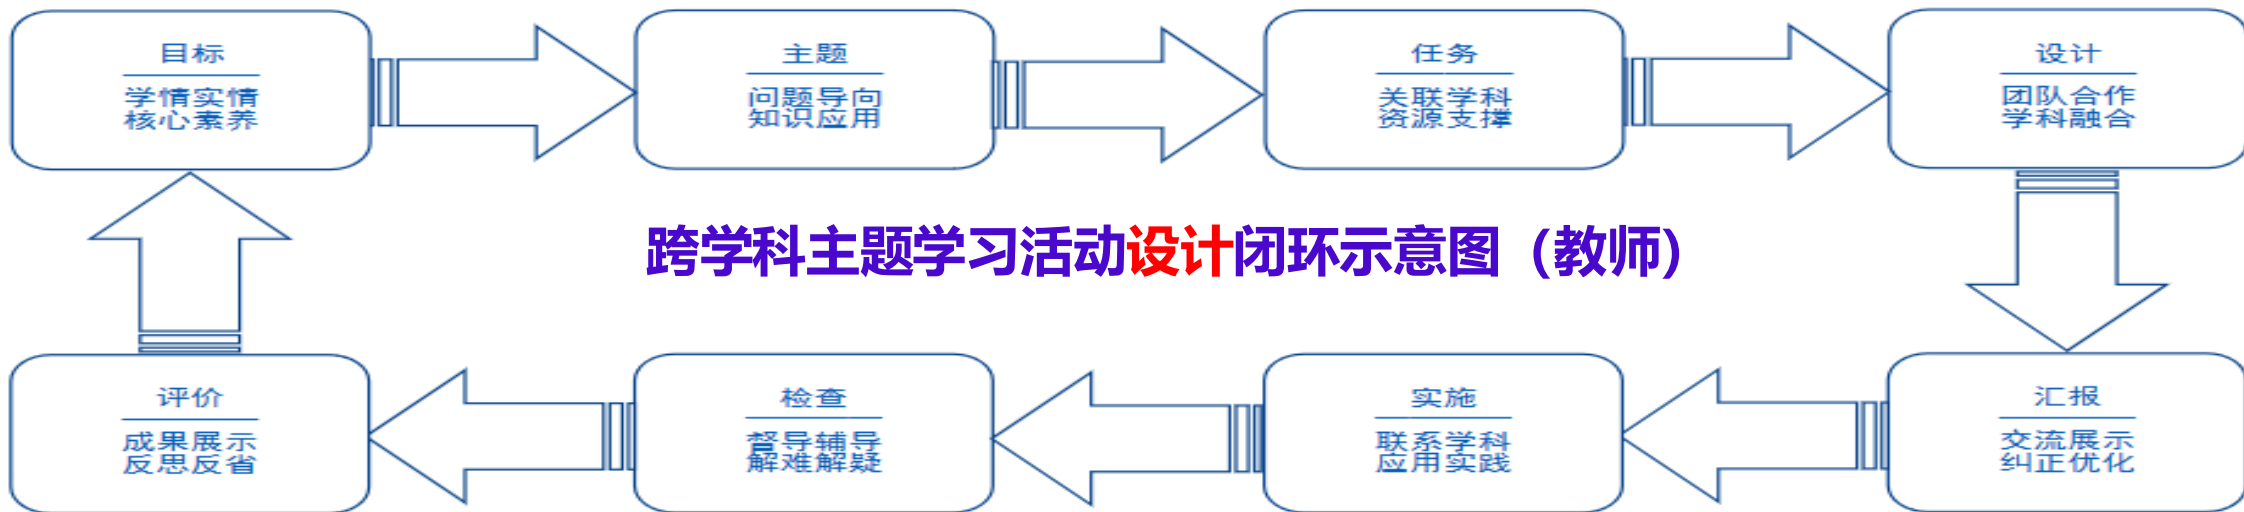 目标
学情实情
核心素养
主题
问题导向
知识应用
任务
关联学科
资源支撑
设计
团队合作
学科融合
跨学科主题学习活动设计闭环示意图（教师）
评价
成果展示
反思反省
检查
督导辅导
解难解疑
实施
联系学科
应用实践
汇报
交流展示
纠正优化